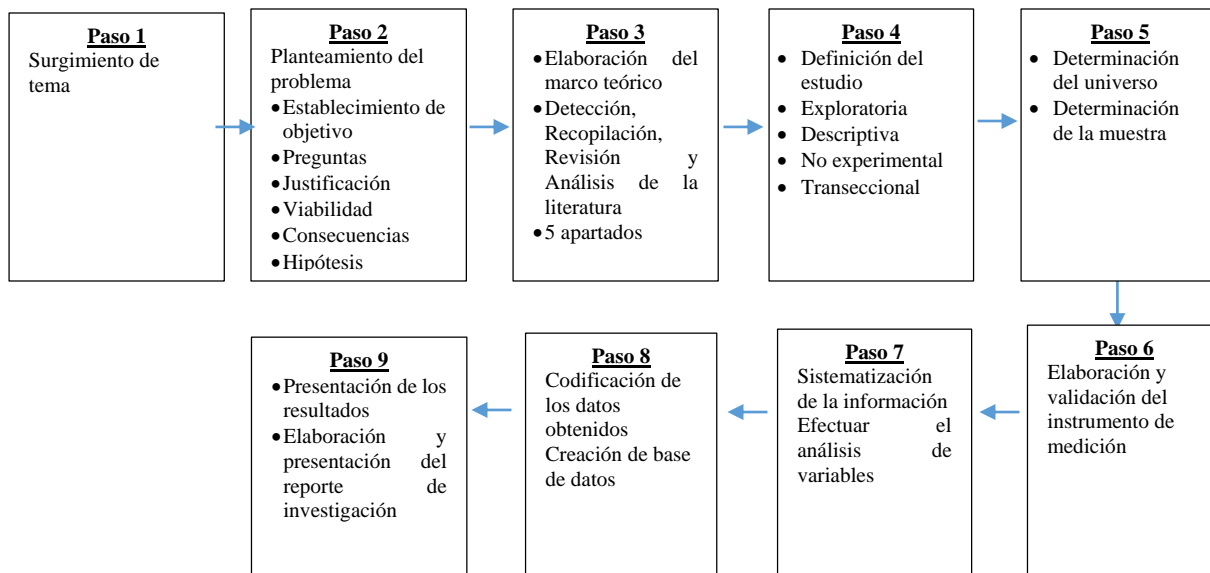 Paso 1
Surgimiento de
tema
Paso 2
Planteamiento del
problema
•Establecimiento de
objetivo
•Preguntas
•Justificación
•Viabilidad
•Consecuencias
•Hipótesis
Paso 3
•Elaboración del
marco teórico
•Detección,
Recopilación,
Revisión y
Análisis de la
literatura
•5 apartados
Paso 4
• Definición del
estudio
• Exploratoria
• Descriptiva
• No experimental
• Transeccional
Paso 5
• Determinación
del universo
• Determinación
de la muestra
Paso 6
Elaboración y
validación del
instrumento de
medición
Paso 7
Sistematización
de la información
Efectuar el
análisis de
variables
Paso 8
Codificación de
los datos
obtenidos
Creación de base
de datos
Paso 9
•Presentación de los
resultados
•Elaboración y
presentación del
reporte de
investigación